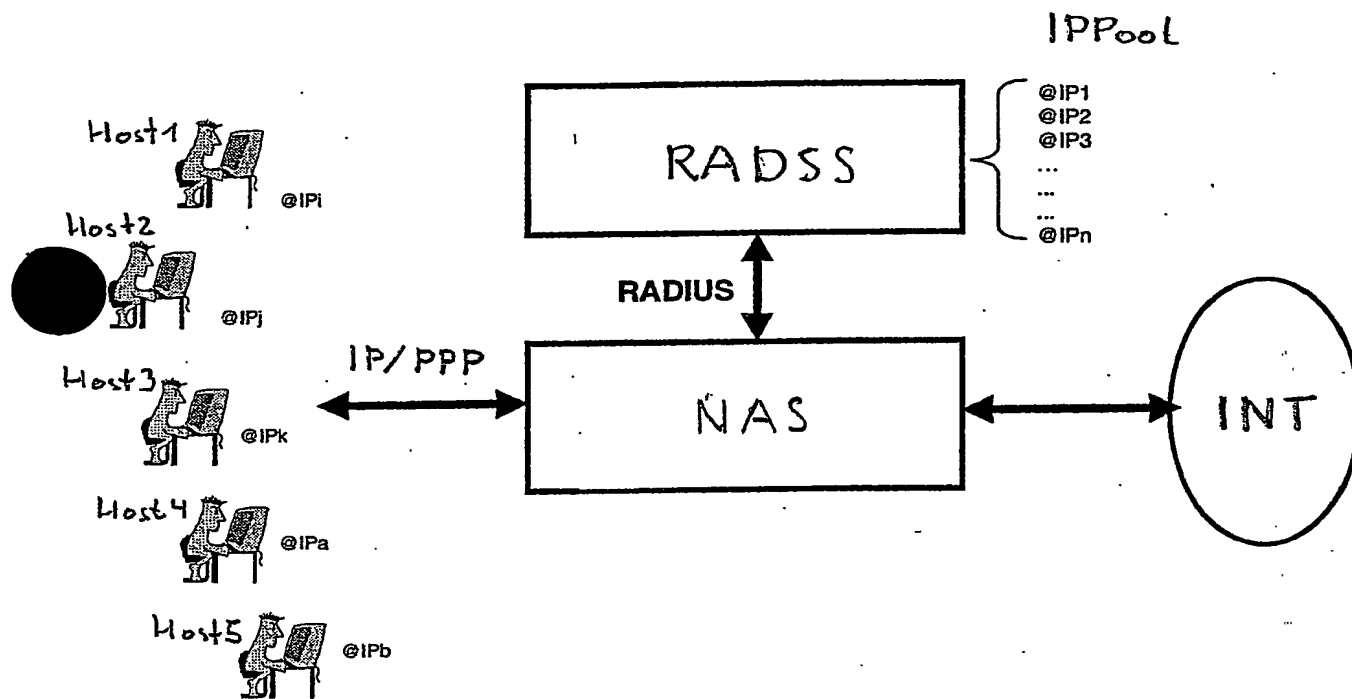 IPPooL
@IP1
@IP2
@IP3
...
...
...
@IPn
RADSS
Host1
@IPi
Host2
@IPj
RADIUS
IP/PPP
Host3
@IPk
NAS
INT
Host4
@IPa
Host5
@IPb